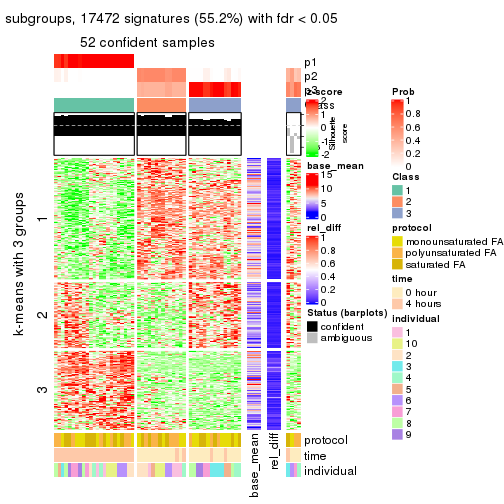 subgroups, 17472 signatures (55.2%) with fdr < 0.05
52 confident samples
k-means with 3 groups
1
2
3
p1
p2
z-score
2
-2
Silhouette
score
base_mean
15
10
5
0
rel_diff
1
0.8
0.6
0.4
0.2
0
Status (barplots)
confident
ambiguous
Prob
1
0.8
0.6
0.4
0.2
0
Class
1
2
3
protocol
monounsaturated FA
polyunsaturated FA
saturated FA
time
0 hour
4 hours
individual
1
10
2
3
4
5
6
7
8
9
protocol
time
individual
base_mean
rel_diff